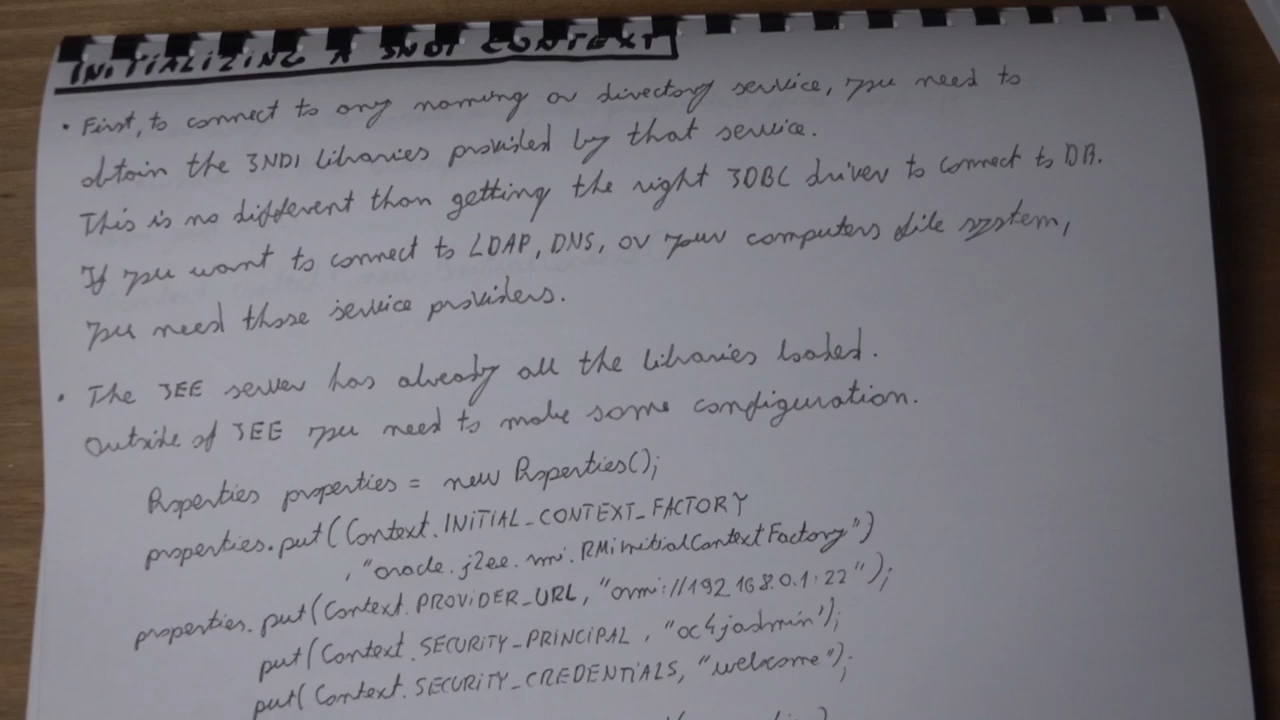 INITIALIZING A JNDI CONTEXT
• First, to connect to any naming or directory service, you need to
obtain the JNDI libraries provided by that service.
This is no different than getting the right JDBC driver to connect to DB.
If you want to connect to LDAP, DNS, or your computers file system,
you need those service providers.
• The JEE server has already all the libraries loaded.
Outside of JEE you need to make some configuration.
Properties properties = new Properties();
properties.put(Context.INITIAL_CONTEXT_FACTORY
, "oracle.j2ee.rmi.RMIInitialContextFactory")
properties.put(Context.PROVIDER_URL, "ormi://192.168.0.1:22");
put(Context.SECURITY_PRINCIPAL, "oc4jadmin");
put(Context.SECURITY_CREDENTIALS, "welcome");